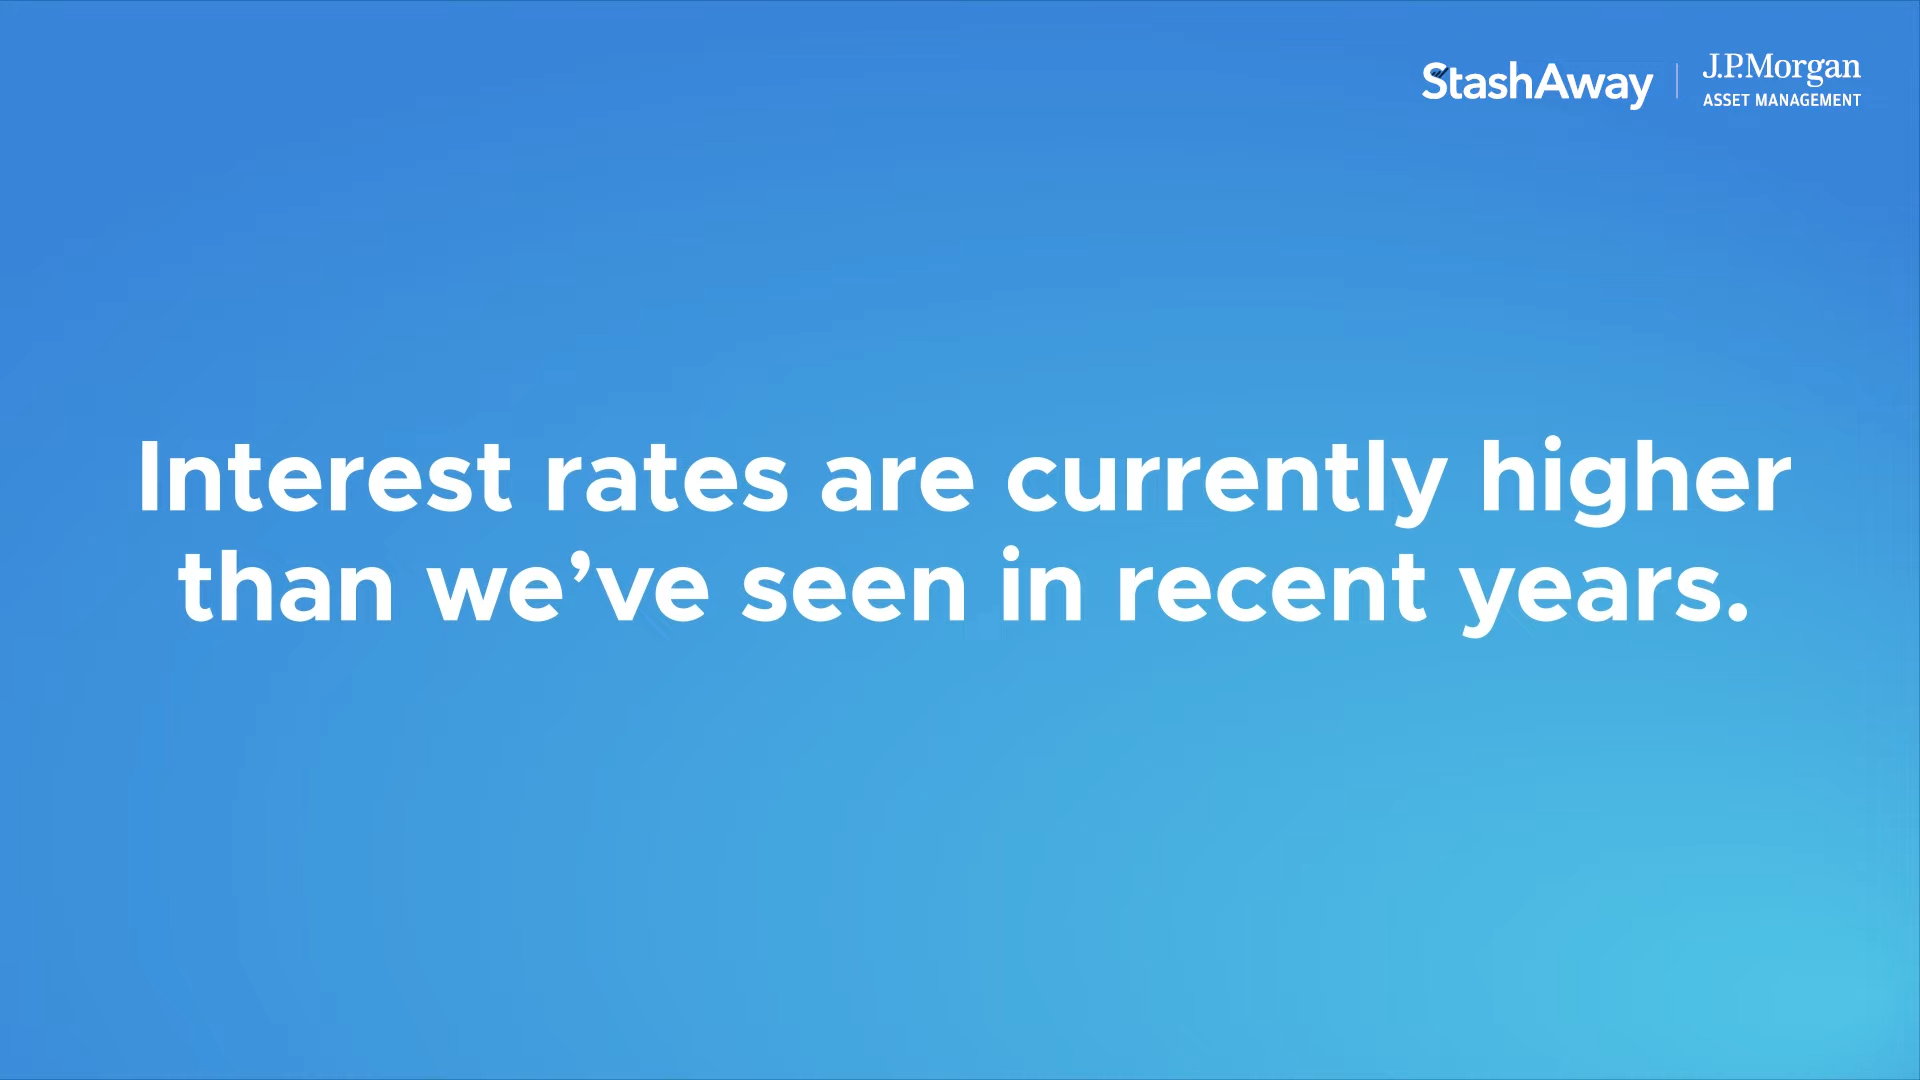 StashAway
J.P.Morgan
ASSET MANAGEMENT
Interest rates are currently higher
than we’ve seen in recent years.